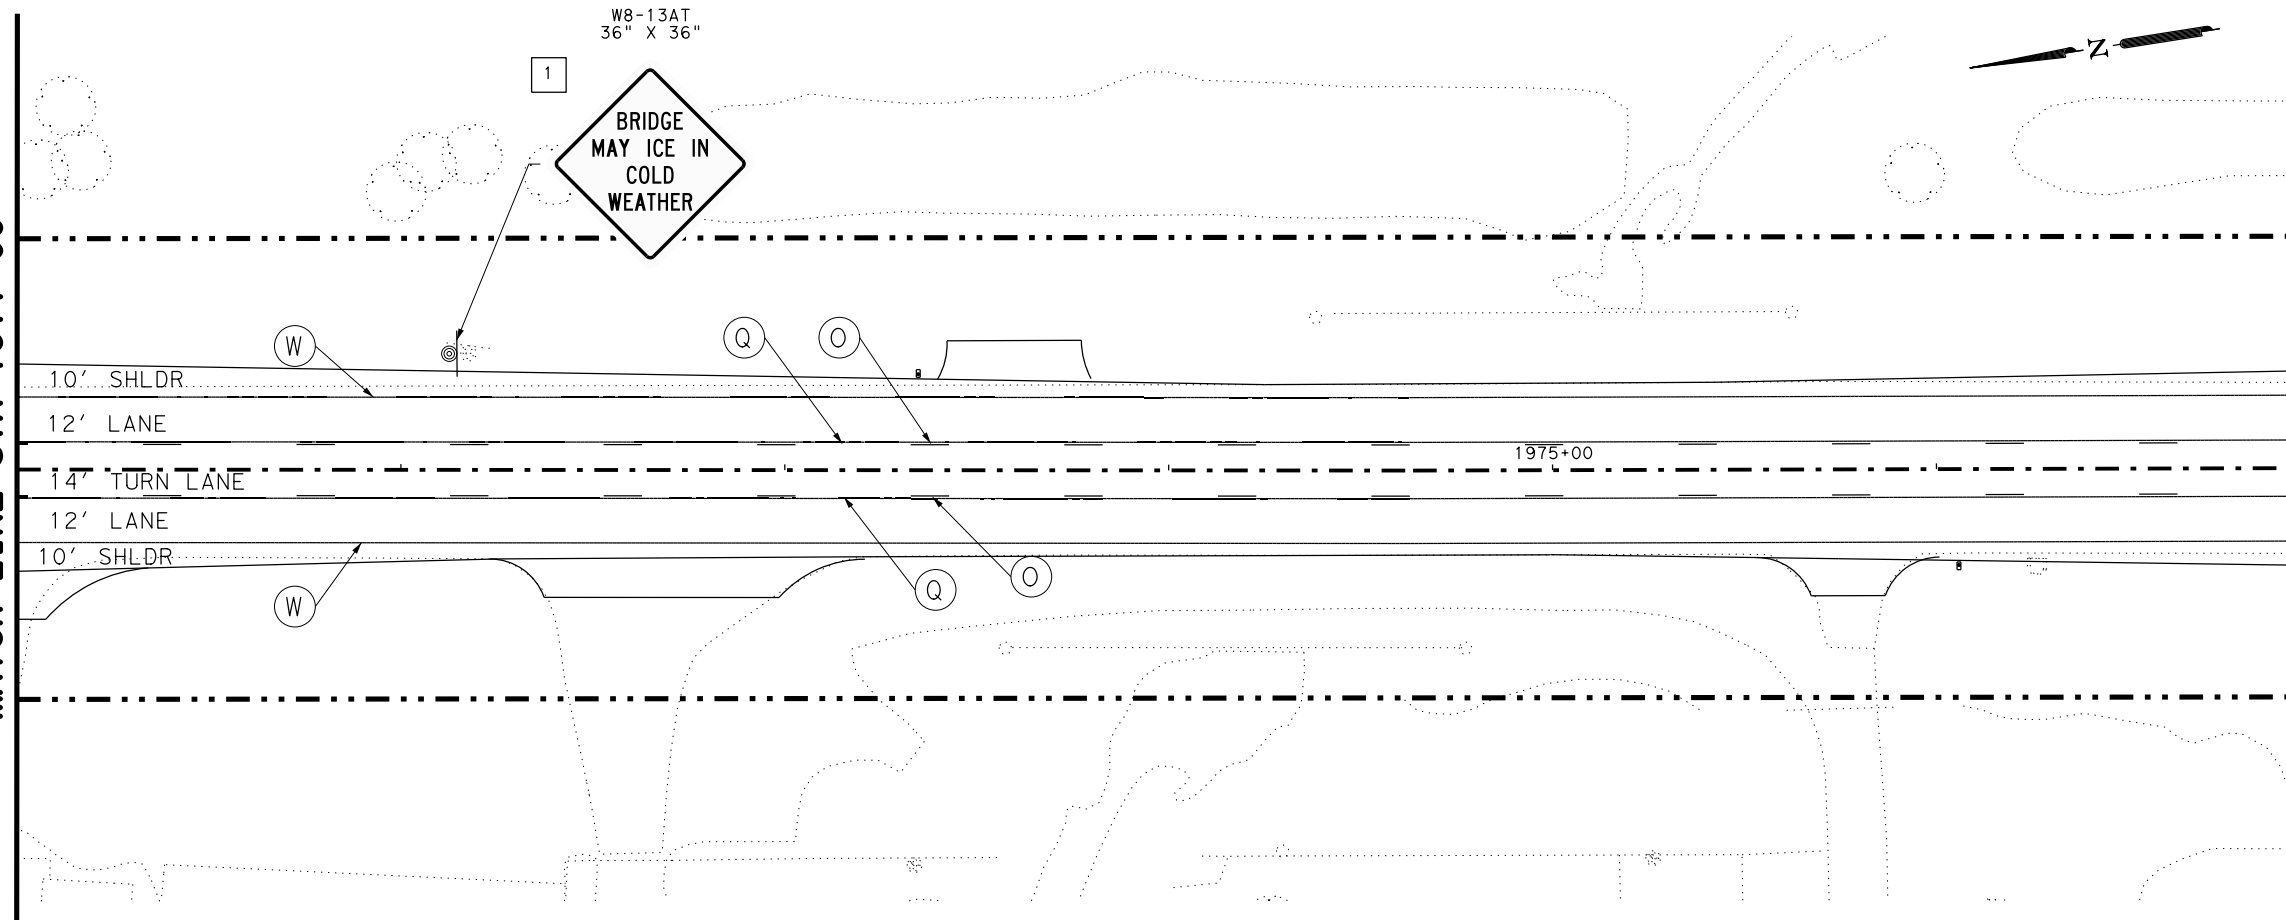 W8-13AT
36" X 36"
1
BRIDGE
MAY ICE IN
COLD
WEATHER
Z
W
Q
O
10' SHLDR
12' LANE
1975+00
14' TURN LANE
12' LANE
10' SHLDR
W
Q
O